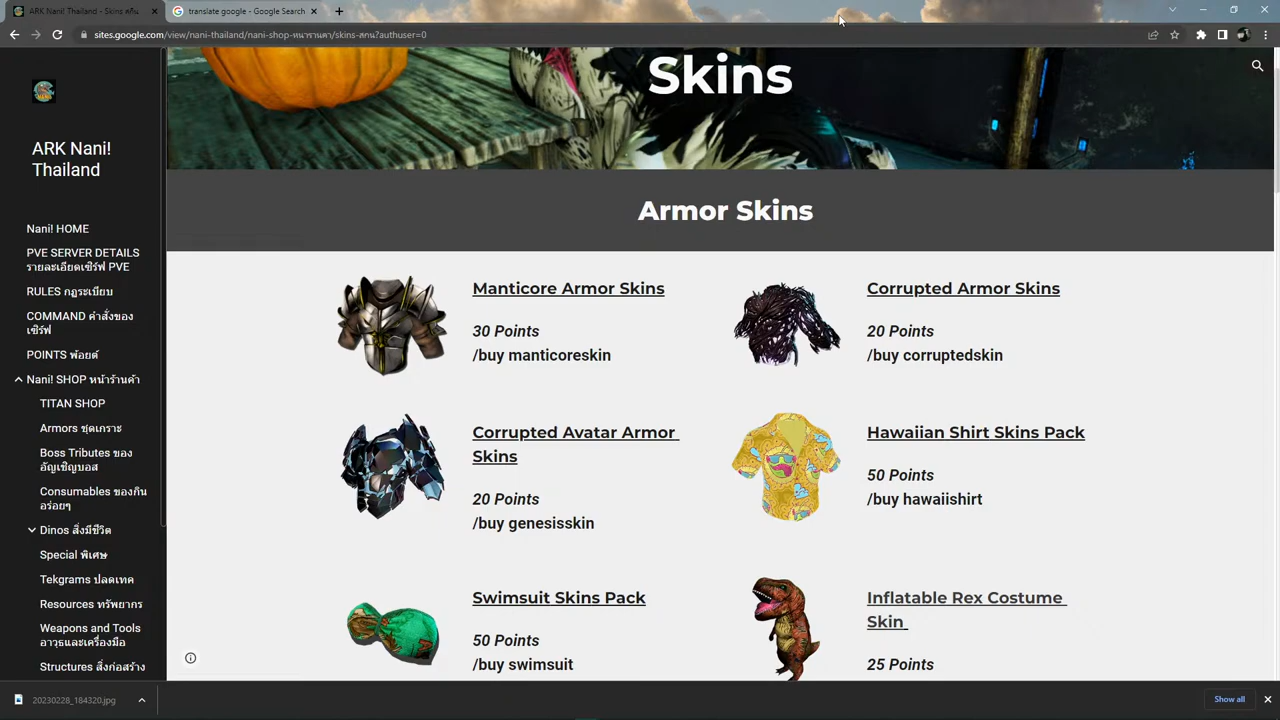 ARK Nani! Thailand - Skins สกิน
translate google - Google Search
sites.google.com/view/nani-thailand/nani-shop-หนารานคา/skins-สกน?authuser=0
ARK Nani!
Thailand
Nani! HOME
PVE SERVER DETAILS
รายละเอียดเซิร์ฟ PVE
RULES กฏระเบียบ
COMMAND คำสั่งของ
เซิร์ฟ
POINTS พ้อยต์
Nani! SHOP หน้าร้านค้า
TITAN SHOP
Armors ชุดเกราะ
Boss Tributes ของ
อัญเชิญบอส
Consumables ของกิน
อร่อยๆ
Dinos สิ่งมีชีวิต
Special พิเศษ
Tekgrams ปลดเทค
Resources ทรัพยากร
Weapons and Tools
อาวุธและเครื่องมือ
Structures สิ่งก่อสร้าง
Skins
Armor Skins
Manticore Armor Skins
30 Points
/buy manticoreskin
Corrupted Armor Skins
20 Points
/buy corruptedskin
Corrupted Avatar Armor
Skins
20 Points
/buy genesisskin
Hawaiian Shirt Skins Pack
50 Points
/buy hawaiishirt
Swimsuit Skins Pack
50 Points
/buy swimsuit
Inflatable Rex Costume
Skin
25 Points
20230228_184320.jpg
Show all